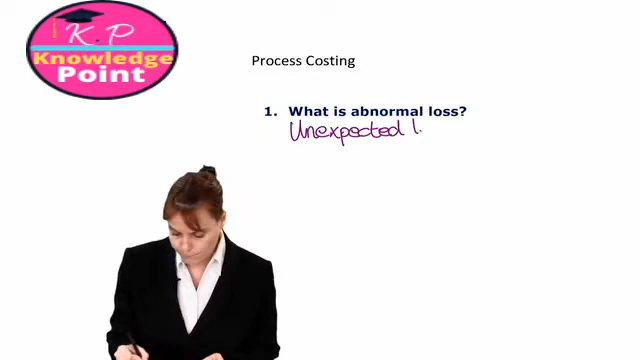 K.P
Knowledge
Point
Process Costing
1. What is abnormal loss?
Unexpected l